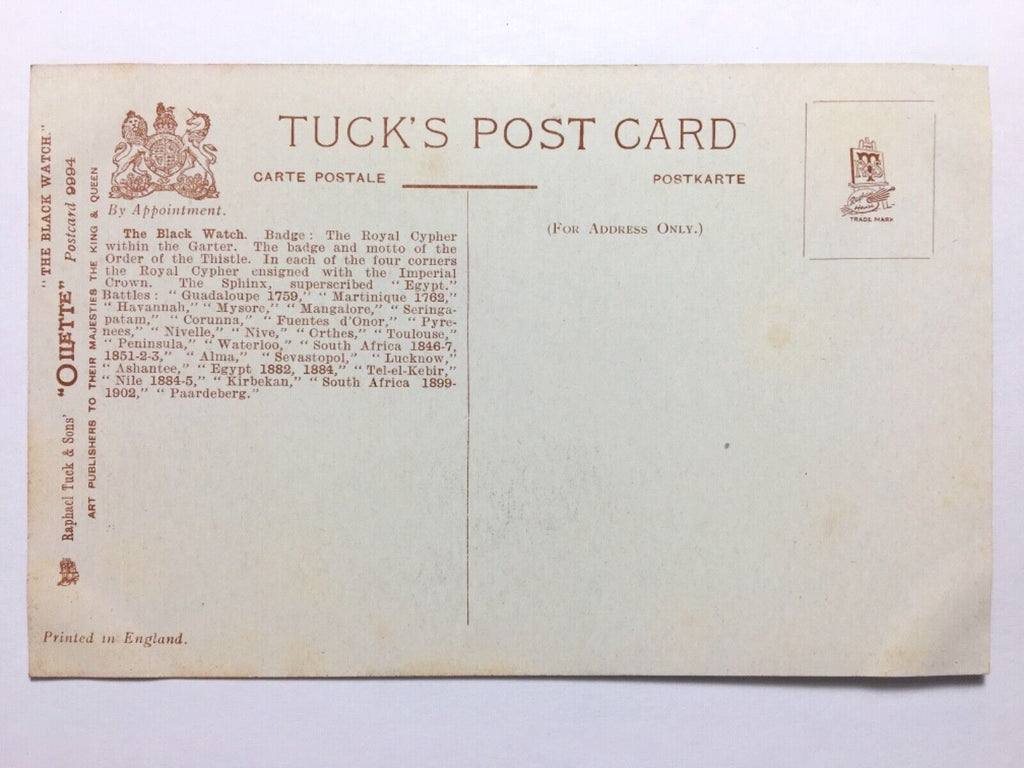 TUCK'S POST CARD
CARTE POSTALE
POSTKARTE
By Appointment.
(For Address Only.)
TRADE MARK
The Black Watch. Badge: The Royal Cypher
within the Garter. The badge and motto of the
Order of the Thistle. In each of the four corners
the Royal Cypher ensigned with the Imperial
Crown. The Sphinx, superscribed "Egypt."
Battles: "Guadaloupe 1759," "Martinique 1762,"
"Havannah," "Mysore," "Mangalore," "Seringa-
patam," "Corunna," "Fuentes d'Onor," "Pyre-
nees," "Nivelle," "Nive," "Orthes," "Toulouse,"
"Peninsula," "Waterloo," "South Africa 1846-7,
1851-2-3," "Alma," "Sevastopol," "Lucknow,"
"Ashantee," "Egypt 1882, 1884," "Tel-el-Kebir,"
"Nile 1884-5," "Kirbekan," "South Africa 1899-
1902," "Paardeberg."
"THE BLACK WATCH."
Raphael Tuck & Sons' "OILETTE" Postcard 9994
ART PUBLISHERS TO THEIR MAJESTIES THE KING & QUEEN
Printed in England.